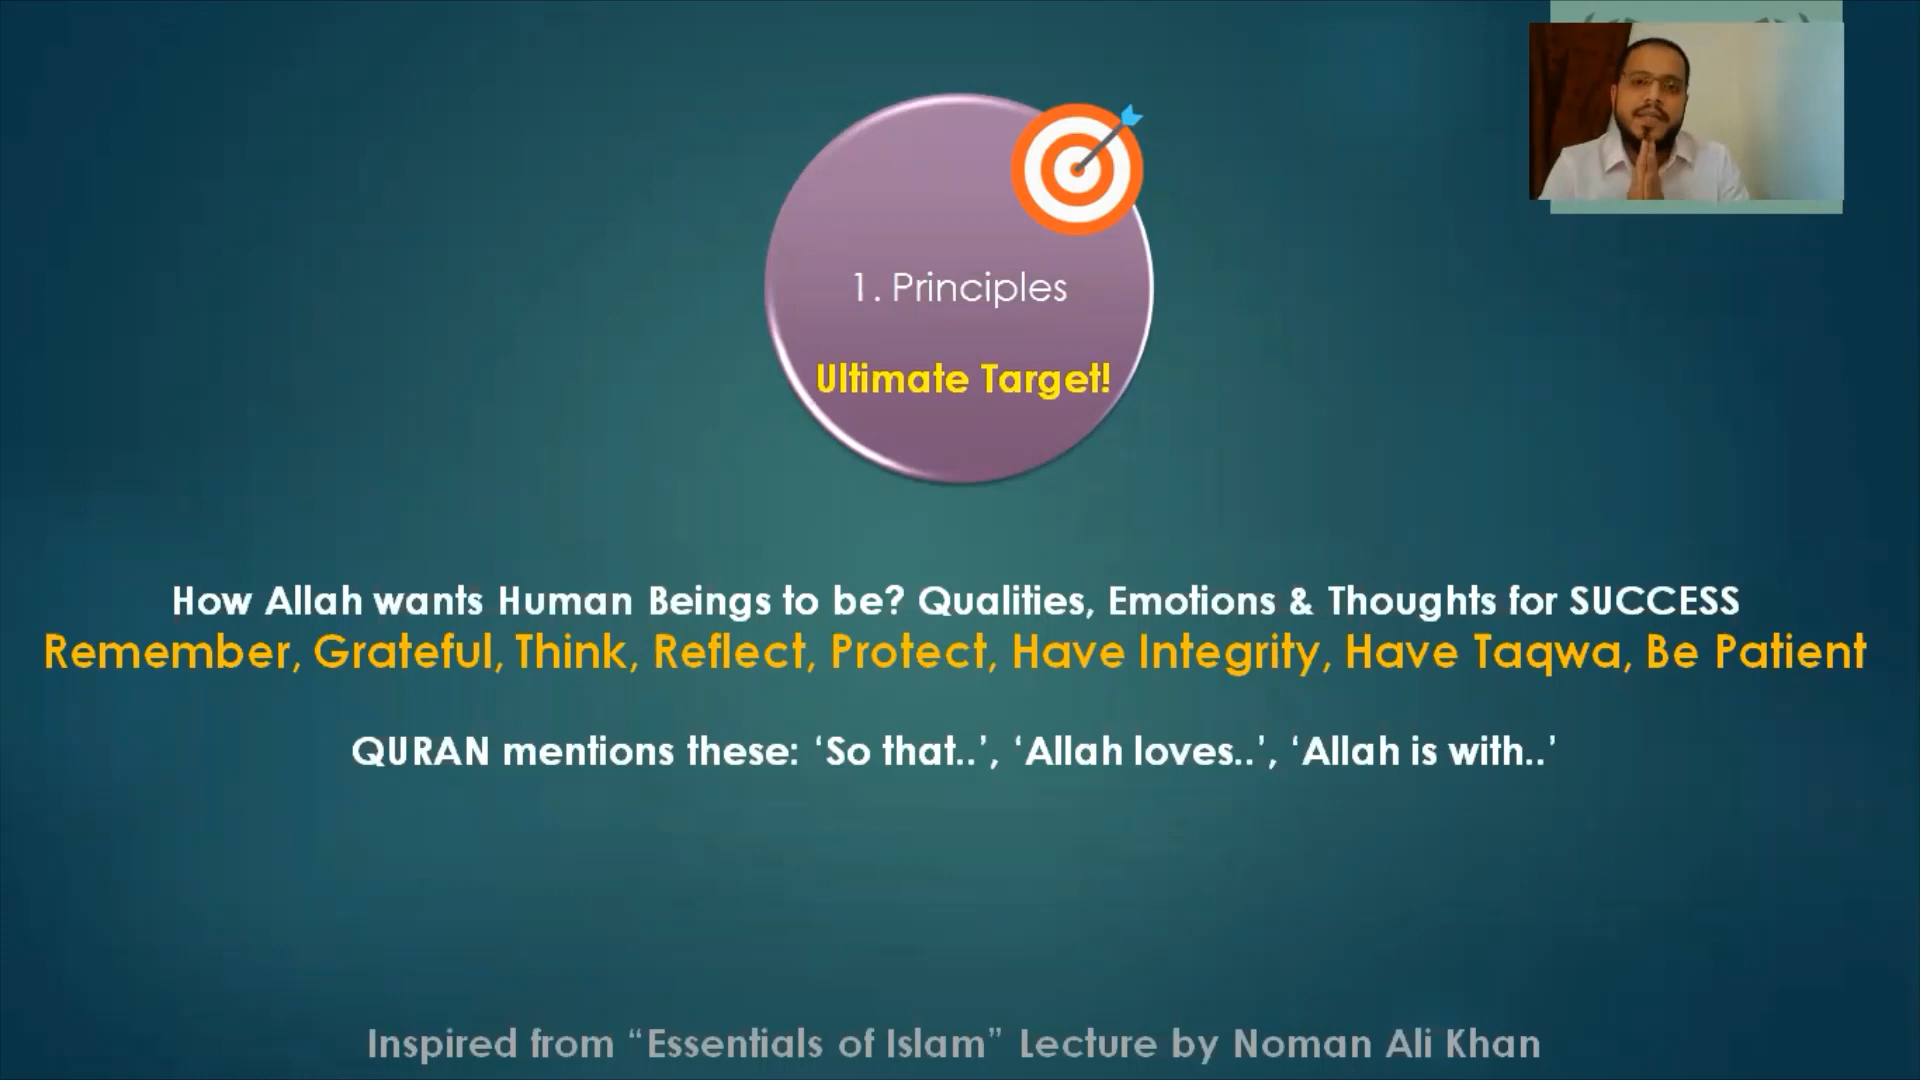 1. Principles
Ultimate Target!
How Allah wants Human Beings to be? Qualities, Emotions & Thoughts for SUCCESS
Remember, Grateful, Think, Reflect, Protect, Have Integrity, Have Taqwa, Be Patient
QURAN mentions these: ‘So that..’, ‘Allah loves..’, ‘Allah is with..’
Inspired from “Essentials of Islam” Lecture by Noman Ali Khan